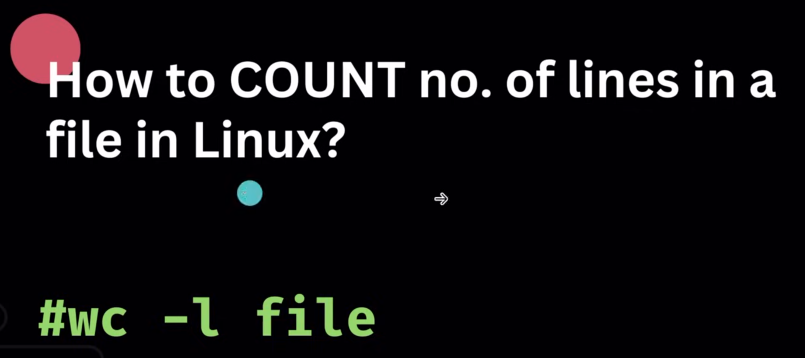 How to COUNT no. of lines in a
file in Linux?
#wc -l file